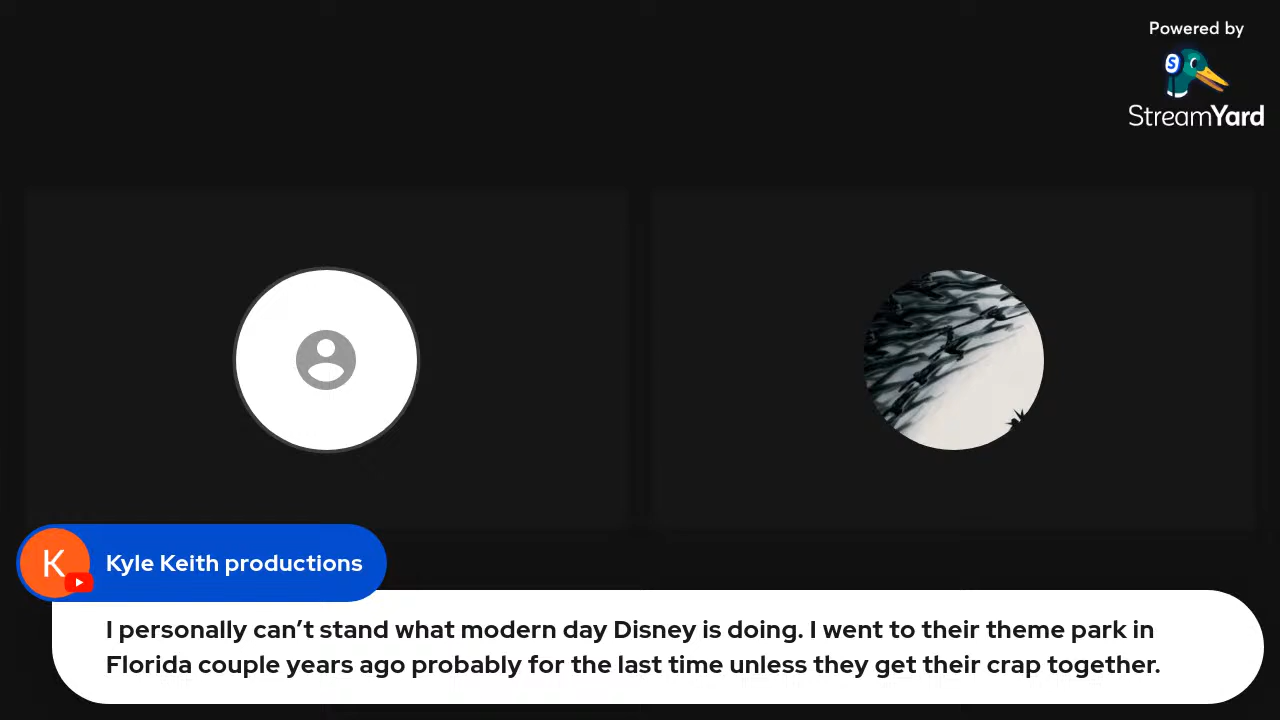 Powered by
StreamYard
K
Kyle Keith productions
I personally can’t stand what modern day Disney is doing. I went to their theme park in
Florida couple years ago probably for the last time unless they get their crap together.